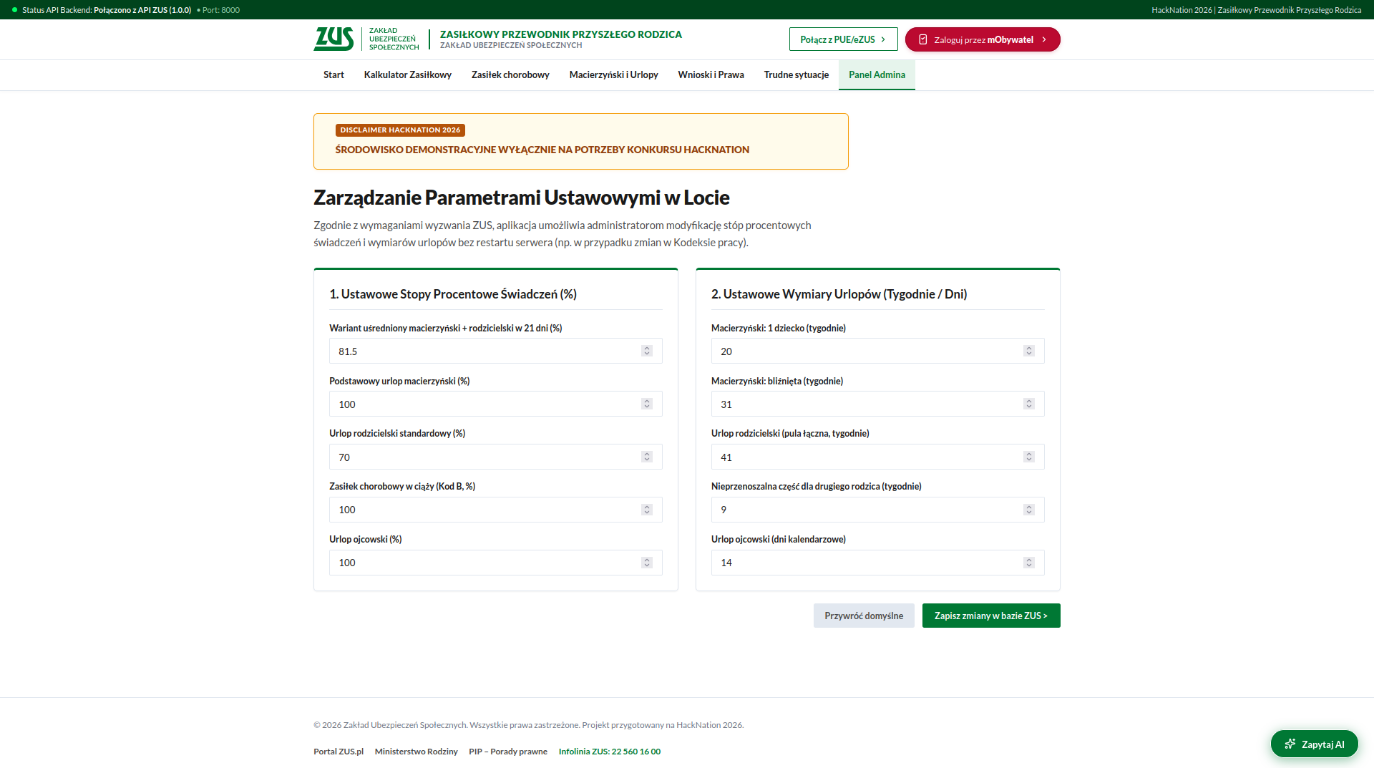 Status API Backend: Połączono z API ZUS (1.0.0) • Port: 8000
HackNation 2026 | Zasiłkowy Przewodnik Przyszłego Rodzica
ZUS
ZAKŁAD
UBEZPIECZEŃ
SPOŁECZNYCH
ZASIŁKOWY PRZEWODNIK PRZYSZŁEGO RODZICA
ZAKŁAD UBEZPIECZEŃ SPOŁECZNYCH
Połącz z PUE/eZUS >
Zaloguj przez mObywatel >
Start
Kalkulator Zasiłkowy
Zasiłek chorobowy
Macierzyński i Urlopy
Wnioski i Prawa
Trudne sytuacje
Panel Admina
DISCLAIMER HACKNATION 2026
ŚRODOWISKO DEMONSTRACYJNE WYŁĄCZNIE NA POTRZEBY KONKURSU HACKNATION
Zarządzanie Parametrami Ustawowymi w Locie
Zgodnie z wymaganiami wyzwania ZUS, aplikacja umożliwia administratorom modyfikację stóp procentowych
świadczeń i wymiarów urlopów bez restartu serwera (np. w przypadku zmian w Kodeksie pracy).
1. Ustawowe Stopy Procentowe Świadczeń (%)
Wariant uśredniony macierzyński + rodzicielski w 21 dni (%)
81.5
Podstawowy urlop macierzyński (%)
100
Urlop rodzicielski standardowy (%)
70
Zasiłek chorobowy w ciąży (Kod B, %)
100
Urlop ojcowski (%)
100
2. Ustawowe Wymiary Urlopów (Tygodnie / Dni)
Macierzyński: 1 dziecko (tygodnie)
20
Macierzyński: bliźnięta (tygodnie)
31
Urlop rodzicielski (pula łączna, tygodnie)
41
Nieprzenoszalna część dla drugiego rodzica (tygodnie)
9
Urlop ojcowski (dni kalendarzowe)
14
Przywróć domyślne
Zapisz zmiany w bazie ZUS >
© 2026 Zakład Ubezpieczeń Społecznych. Wszystkie prawa zastrzeżone. Projekt przygotowany na HackNation 2026.
Portal ZUS.pl
Ministerstwo Rodziny
PIP – Porady prawne
Infolinia ZUS: 22 560 16 00
Zapytaj AI